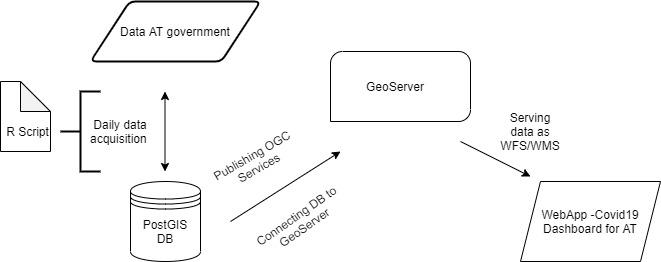 Data AT government
R Script
Daily data
acquisition
PostGIS
DB
Publishing OGC
Services
Connecting DB to
GeoServer
GeoServer
Serving
data as
WFS/WMS
WebApp -Covid19
Dashboard for AT